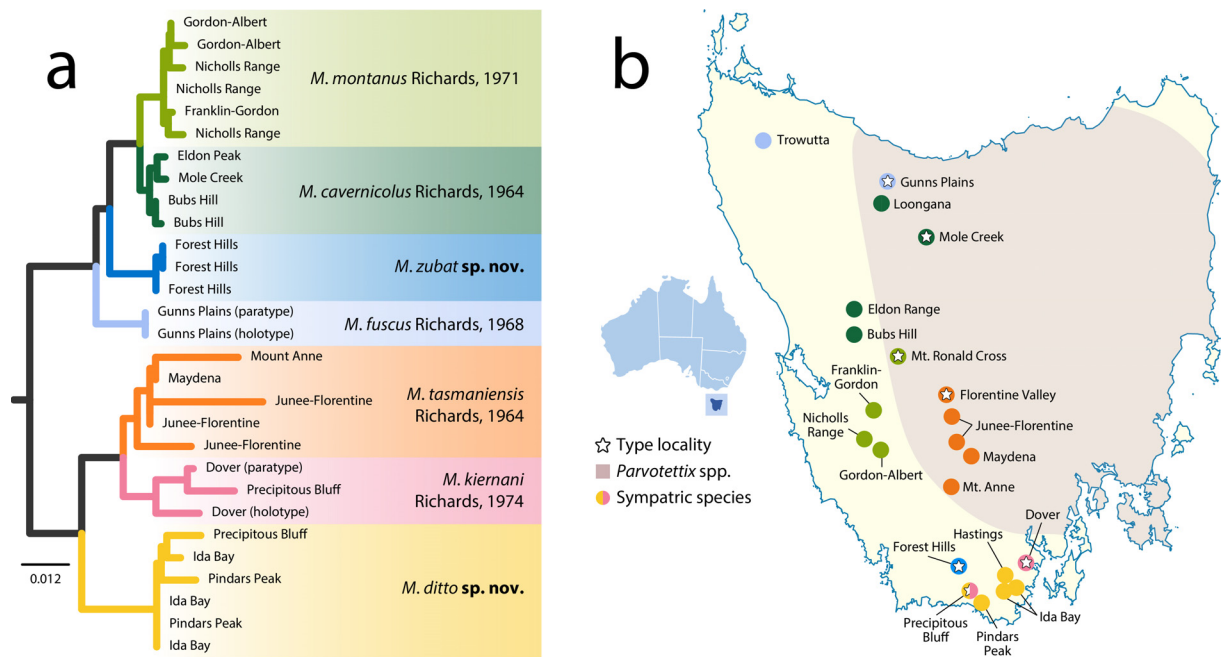 a
Gordon-Albert
Gordon-Albert
Nicholls Range
Nicholls Range
Franklin-Gordon
Nicholls Range
M. montanus Richards, 1971
Eldon Peak
Mole Creek
Bubs Hill
Bubs Hill
M. cavernicolus Richards, 1964
Forest Hills
Forest Hills
Forest Hills
M. zubat sp. nov.
Gunns Plains (paratype)
Gunns Plains (holotype)
M. fuscus Richards, 1968
Mount Anne
Maydena
Junee-Florentine
Junee-Florentine
Junee-Florentine
M. tasmaniensis
Richards, 1964
Dover (paratype)
Precipitous Bluff
Dover (holotype)
M. kiernani
Richards, 1974
Precipitous Bluff
Ida Bay
Pindars Peak
Ida Bay
Pindars Peak
Ida Bay
M. ditto sp. nov.
0.012
b
Trowutta
Gunns Plains
Loongana
Mole Creek
Eldon Range
Bubs Hill
Mt. Ronald Cross
Franklin-
Gordon
Florentine Valley
Nicholls
Range
Junee-Florentine
Gordon-Albert
Maydena
Mt. Anne
Dover
Hastings
Forest Hills
Ida Bay
Precipitous
Bluff
Pindars
Peak
Type locality
Parvotettix spp.
Sympatric species